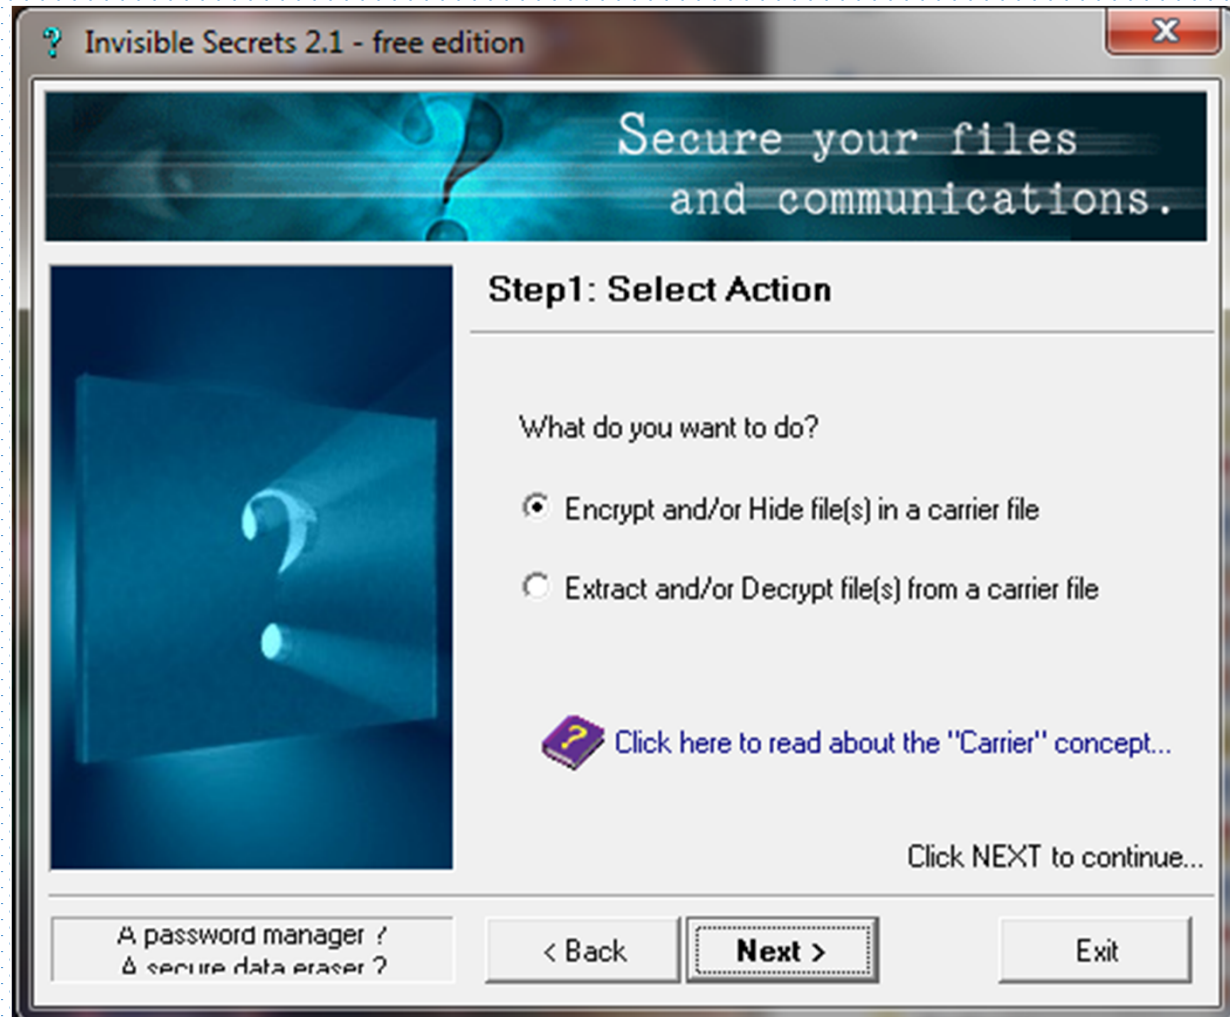 Invisible Secrets 2.1 - free edition
Secure your files
and communications.
Step1: Select Action
What do you want to do?
Encrypt and/or Hide file(s) in a carrier file
Extract and/or Decrypt file(s) from a carrier file
Click here to read about the "Carrier" concept...
Click NEXT to continue...
A password manager ?
A secure data eraser ?
< Back
Next >
Exit